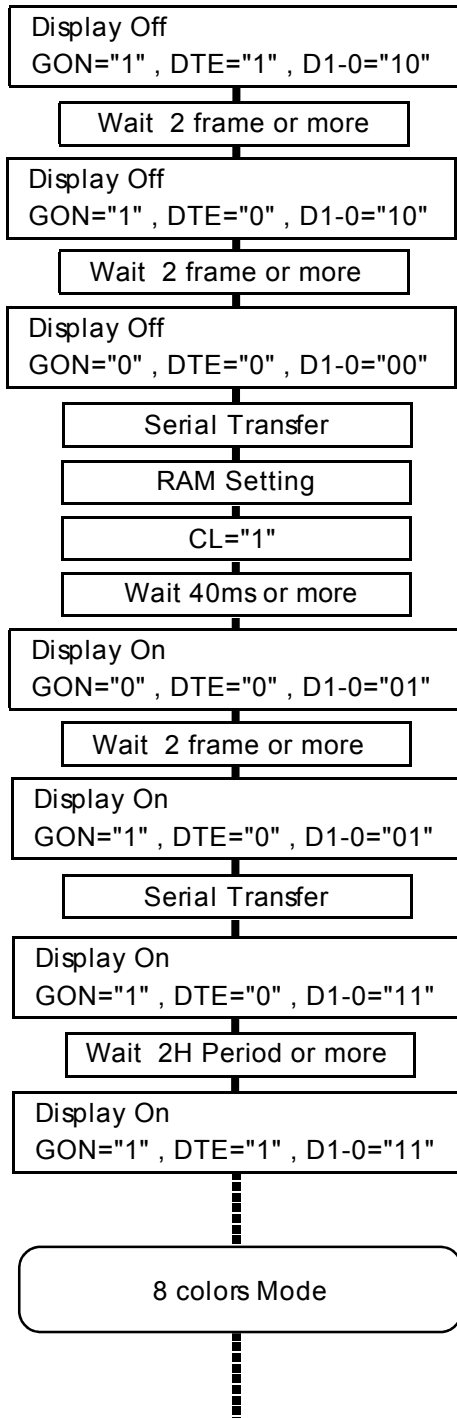 Display Off
GON="1" , DTE="1" , D1-0="10"
Wait 2 frame or more
Display Off
GON="1" , DTE="0" , D1-0="10"
Wait 2 frame or more
Display Off
GON="0" , DTE="0" , D1-0="00"
Serial Transfer
RAM Setting
CL="1"
Wait 40ms or more
Display On
GON="0" , DTE="0" , D1-0="01"
Wait 2 frame or more
Display On
GON="1" , DTE="0" , D1-0="01"
Serial Transfer
Display On
GON="1" , DTE="0" , D1-0="11"
Wait 2H Period or more
Display On
GON="1" , DTE="1" , D1-0="11"
8 colors Mode